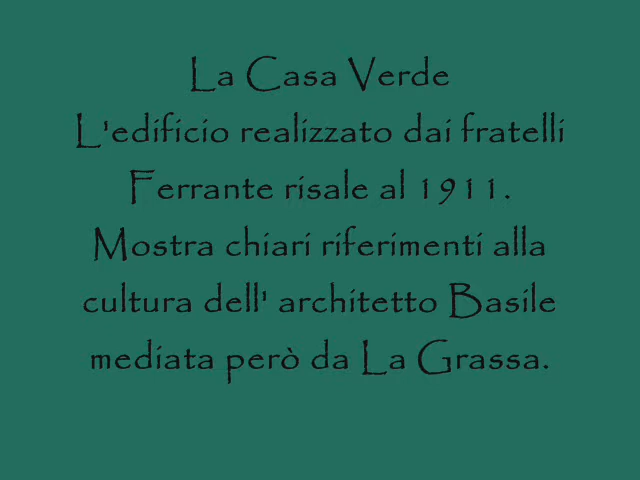 La Casa Verde
L'edificio realizzato dai fratelli
Ferrante risale al 1911.
Mostra chiari riferimenti alla
cultura dell' architetto Basile
mediata però da La Grassa.